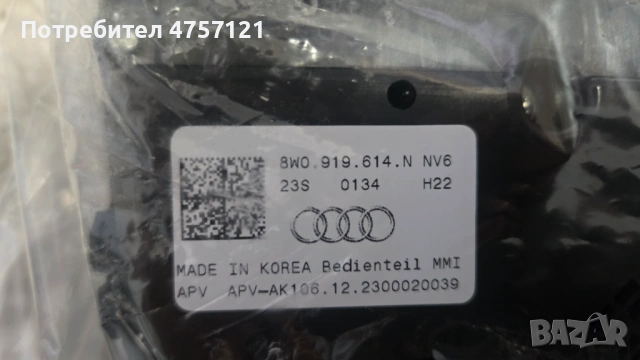 Потребител 4757121
8W0.919.614.N NV6
23S 0134 H22
MADE IN KOREA Bedienteil MMI
APV APV-AK106.12.2300020039
BAZAR